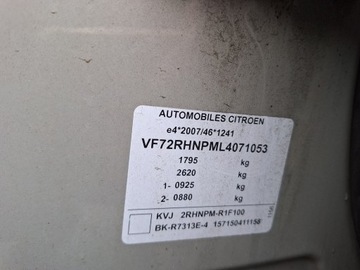 AUTOMOBILES CITROEN
e4*2007/46*1241
VF72RHNPML4071053
1795 kg
2620 kg
1- 0925 kg
2- 0880 kg
KVJ 2RHNPM-R1F100
BK-R7313E-4 157150411156